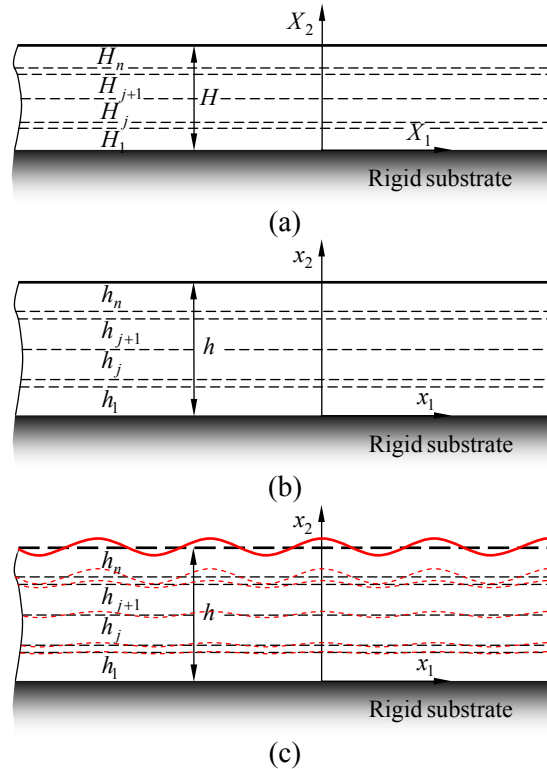 X₂
Hₙ
Hⱼ₊₁
H
Hⱼ
H₁
X₁
Rigid substrate
(a)
x₂
hₙ
hⱼ₊₁
h
hⱼ
h₁
x₁
Rigid substrate
(b)
x₂
hₙ
hⱼ₊₁
h
hⱼ
h₁
x₁
Rigid substrate
(c)